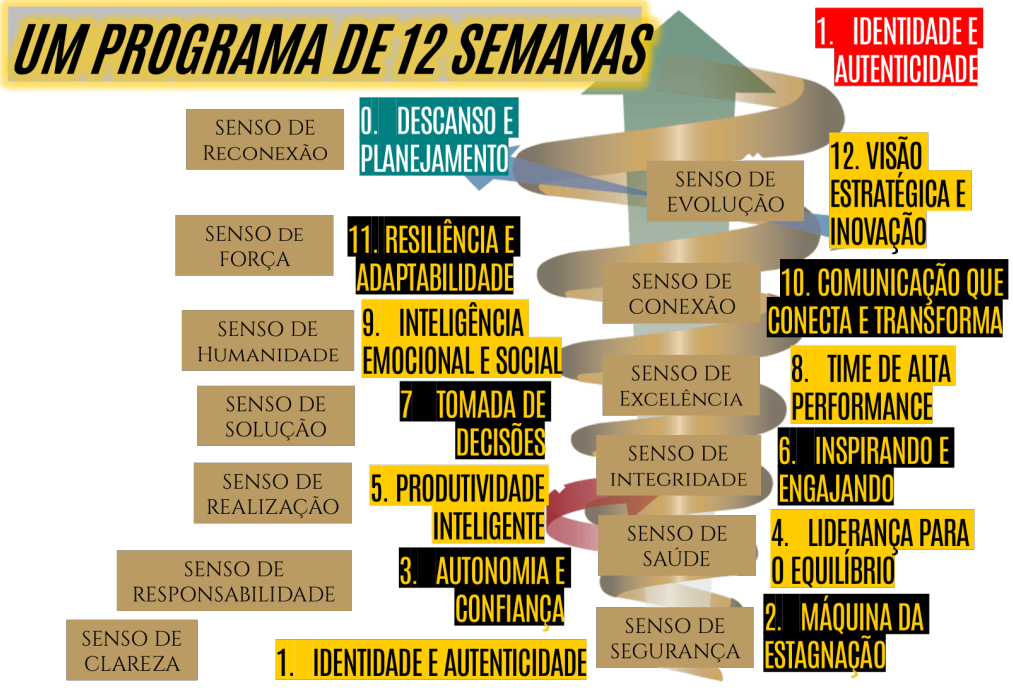 UM PROGRAMA DE 12 SEMANAS
1. IDENTIDADE E
AUTENTICIDADE
SENSO DE
RECONEXÃO
0. DESCANSO E
PLANEJAMENTO
SENSO DE
EVOLUÇÃO
12. VISÃO
ESTRATÉGICA E
INOVAÇÃO
SENSO DE
FORÇA
11. RESILIÊNCIA E
ADAPTABILIDADE
SENSO DE
CONEXÃO
10. COMUNICAÇÃO QUE
CONECTA E TRANSFORMA
SENSO DE
HUMANIDADE
9. INTELIGÊNCIA
EMOCIONAL E SOCIAL
SENSO DE
EXCELÊNCIA
8. TIME DE ALTA
PERFORMANCE
SENSO DE
SOLUÇÃO
7 TOMADA DE
DECISÕES
SENSO DE
INTEGRIDADE
6. INSPIRANDO E
ENGAJANDO
SENSO DE
REALIZAÇÃO
5. PRODUTIVIDADE
INTELIGENTE
SENSO DE
SAÚDE
4. LIDERANÇA PARA
O EQUILÍBRIO
SENSO DE
RESPONSABILIDADE
3. AUTONOMIA E
CONFIANÇA
SENSO DE
SEGURANÇA
2. MÁQUINA DA
ESTAGNAÇÃO
SENSO DE
CLAREZA
1. IDENTIDADE E AUTENTICIDADE